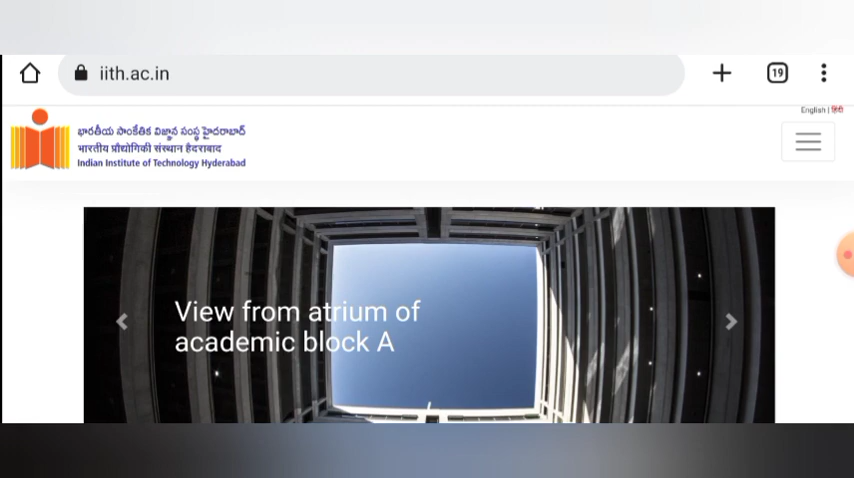 iith.ac.in
19
English | हिंदी
భారతీయ సాంకేతిక విజ్ఞాన సంస్థ హైదరాబాద్
भारतीय प्रौद्योगिकी संस्थान हैदराबाद
Indian Institute of Technology Hyderabad
View from atrium of
academic block A